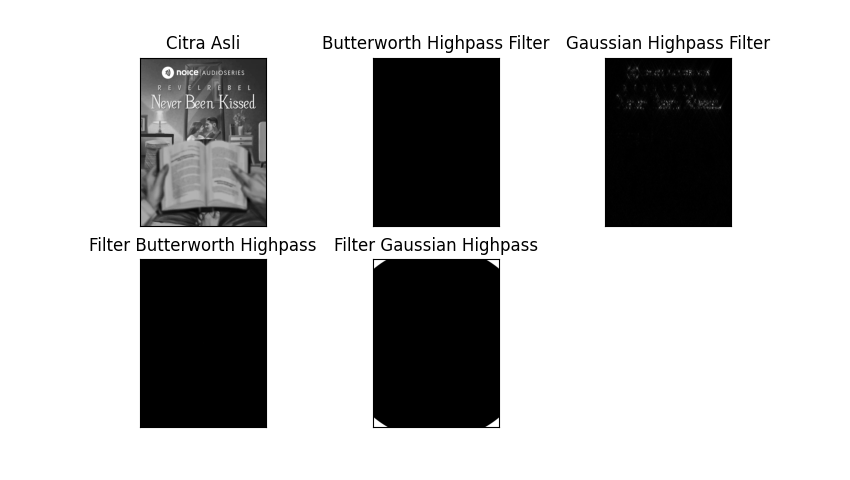 Citra Asli
Butterworth Highpass Filter
Gaussian Highpass Filter
noice | AUDIOSERIES
REVELREBEL
Never Been Kissed
Filter Butterworth Highpass
Filter Gaussian Highpass